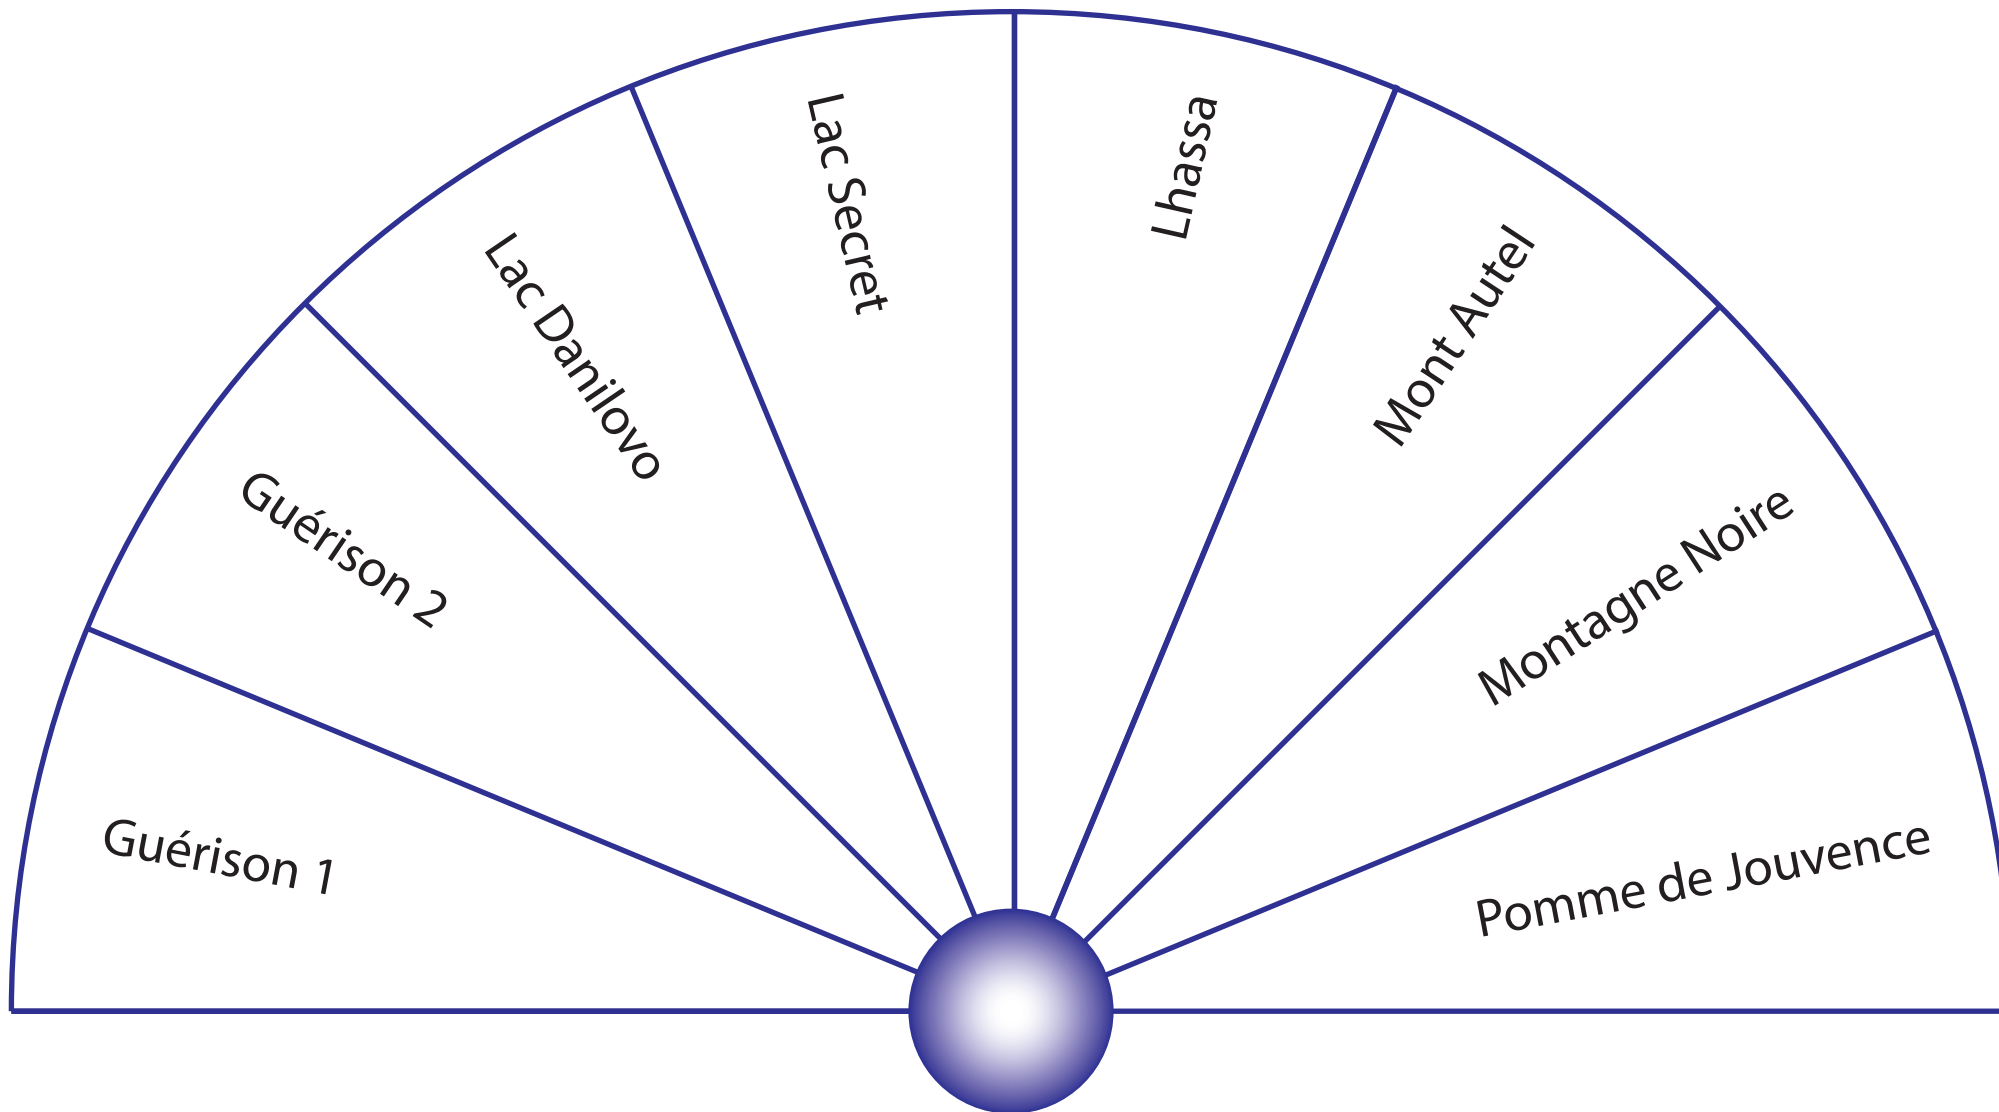 Guérison 1
Guérison 2
Lac Danilovo
Lac Secret
Lhassa
Mont Autel
Montagne Noire
Pomme de Jouvence